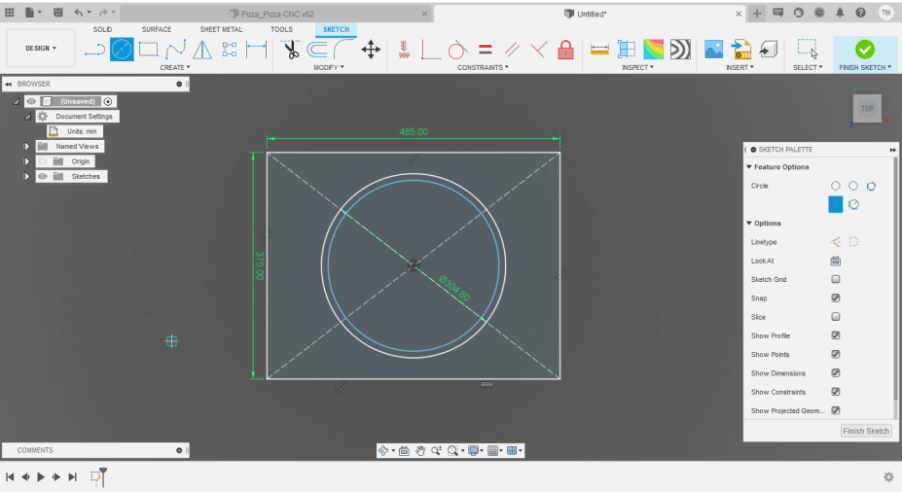 Pizza_Pizza-CNC v62
Untitled*
TW
SOLID
SURFACE
SHEET METAL
TOOLS
SKETCH
DESIGN
CREATE
MODIFY
CONSTRAINTS
INSPECT
INSERT
SELECT
FINISH SKETCH
BROWSER
(Unsaved)
Document Settings
Units: mm
Named Views
Origin
Sketches
485.00
375.00
Ø304.80
TOP
SKETCH PALETTE
Feature Options
Circle
Options
Linetype
Look At
Sketch Grid
Snap
Slice
Show Profile
Show Points
Show Dimensions
Show Constraints
Show Projected Geom...
Finish Sketch
COMMENTS